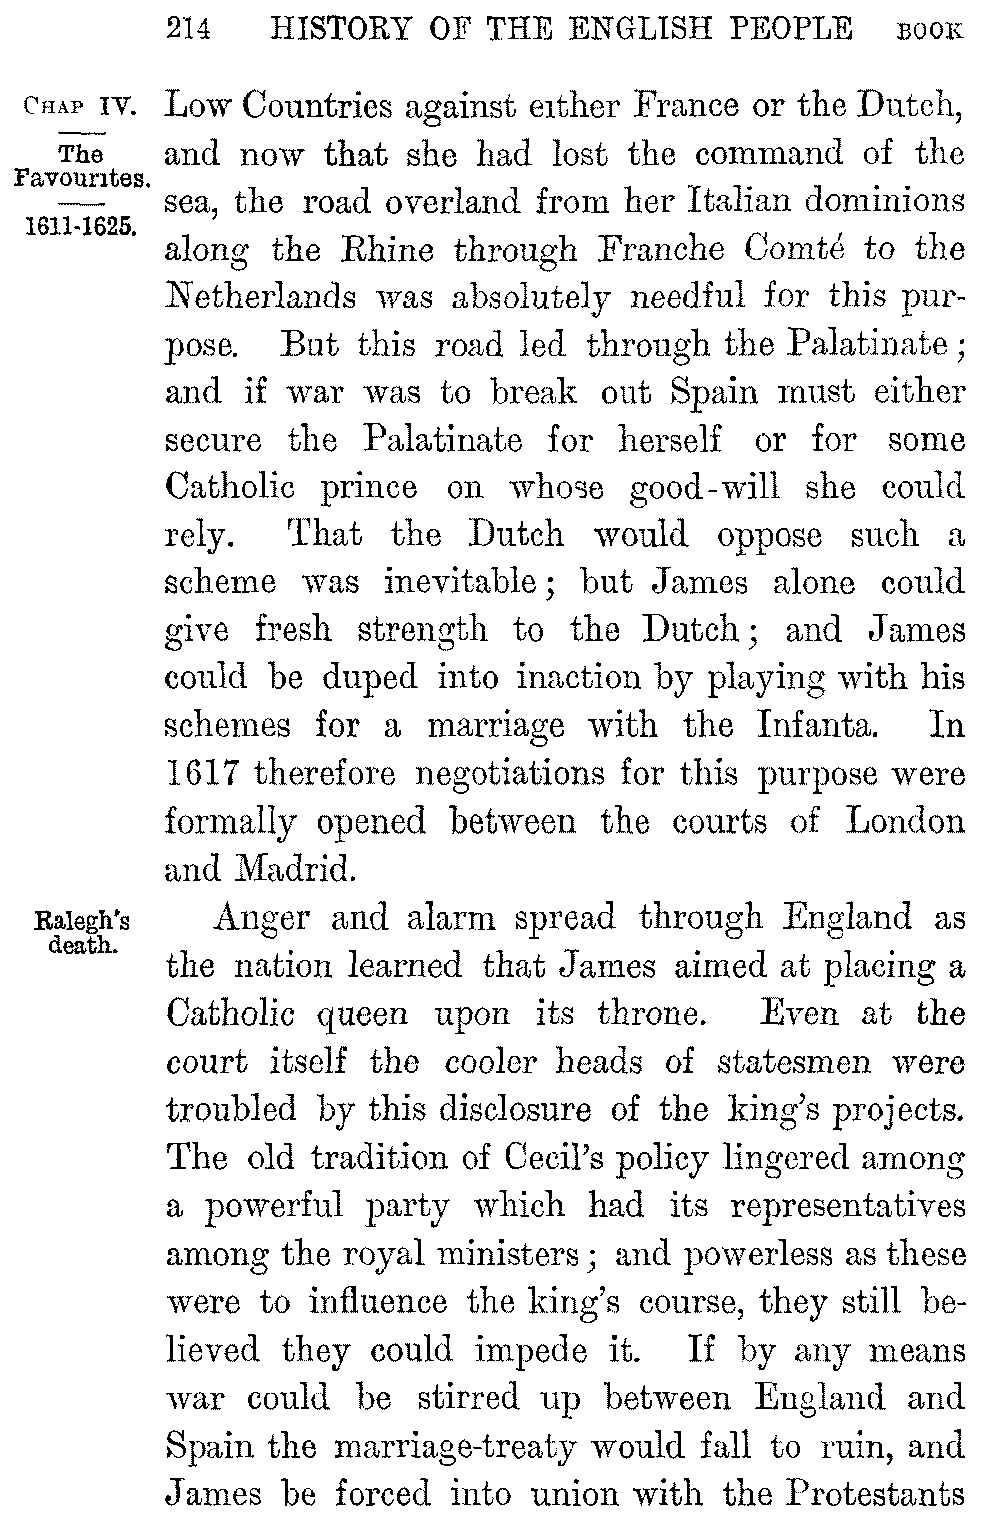 214 HISTORY OF THE ENGLISH PEOPLE BOOK
CHAP IV.
The
Favourites.
1611-1625.
Low Countries against either France or the Dutch,
and now that she had lost the command of the
sea, the road overland from her Italian dominions
along the Rhine through Franche Comté to the
Netherlands was absolutely needful for this pur-
pose. But this road led through the Palatinate;
and if war was to break out Spain must either
secure the Palatinate for herself or for some
Catholic prince on whose good-will she could
rely. That the Dutch would oppose such a
scheme was inevitable; but James alone could
give fresh strength to the Dutch; and James
could be duped into inaction by playing with his
schemes for a marriage with the Infanta. In
1617 therefore negotiations for this purpose were
formally opened between the courts of London
and Madrid.
Ralegh's
death.
Anger and alarm spread through England as
the nation learned that James aimed at placing a
Catholic queen upon its throne. Even at the
court itself the cooler heads of statesmen were
troubled by this disclosure of the king's projects.
The old tradition of Cecil's policy lingered among
a powerful party which had its representatives
among the royal ministers; and powerless as these
were to influence the king's course, they still be-
lieved they could impede it. If by any means
war could be stirred up between England and
Spain the marriage-treaty would fall to ruin, and
James be forced into union with the Protestants